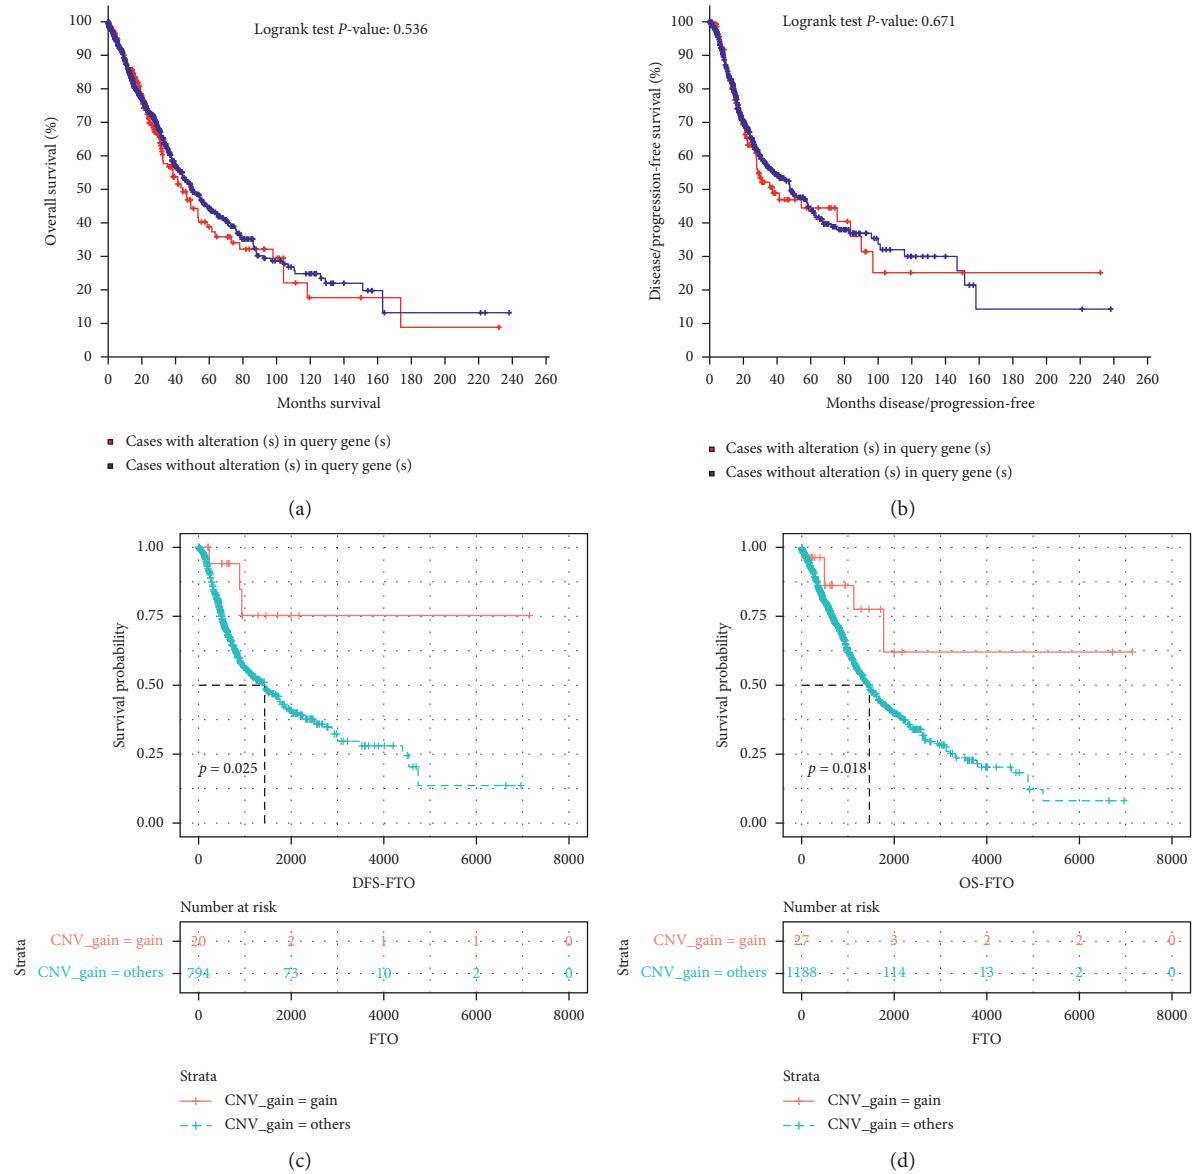 Logrank test P-value: 0.536
Overall survival (%)
100
90
80
70
60
50
40
30
20
10
0
0 20 40 60 80 100 120 140 160 180 200 220 240 260
Months survival
Cases with alteration (s) in query gene (s)
Cases without alteration (s) in query gene (s)
(a)
Logrank test P-value: 0.671
Disease/progression-free survival (%)
100
90
80
70
60
50
40
30
20
10
0
0 20 40 60 80 100 120 140 160 180 200 220 240 260
Months disease/progression-free
Cases with alteration (s) in query gene (s)
Cases without alteration (s) in query gene (s)
(b)
Survival probability
1.00
0.75
0.50
0.25
0.00
p = 0.025
0 2000 4000 6000 8000
DFS-FTO
Number at risk
Strata
CNV_gain = gain 20 2 1 1 0
CNV_gain = others 794 73 10 2 0
0 2000 4000 6000 8000
FTO
Strata
CNV_gain = gain
CNV_gain = others
(c)
Survival probability
1.00
0.75
0.50
0.25
0.00
p = 0.018
0 2000 4000 6000 8000
OS-FTO
Number at risk
Strata
CNV_gain = gain 27 3 2 2 0
CNV_gain = others 1188 114 13 2 0
0 2000 4000 6000 8000
FTO
Strata
CNV_gain = gain
CNV_gain = others
(d)